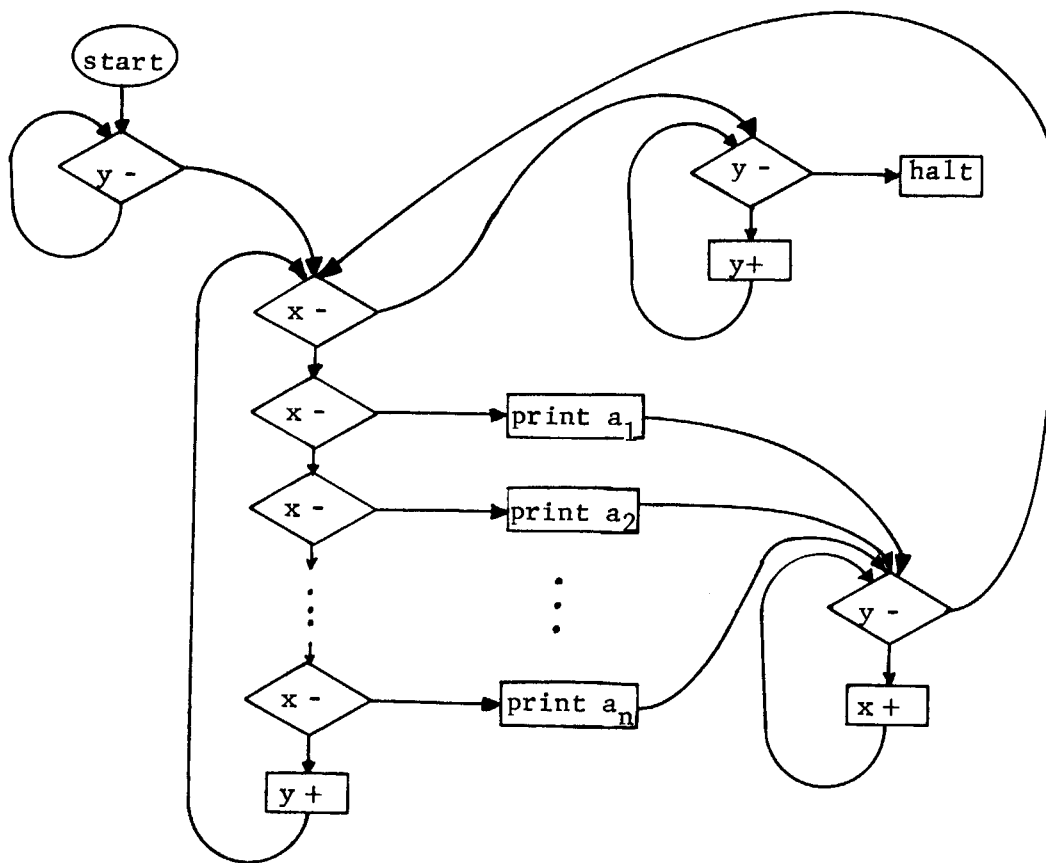 start
y -
y -
halt
y+
x -
x -
print a₁
x -
print a₂
y -
x -
print aₙ
x +
y +